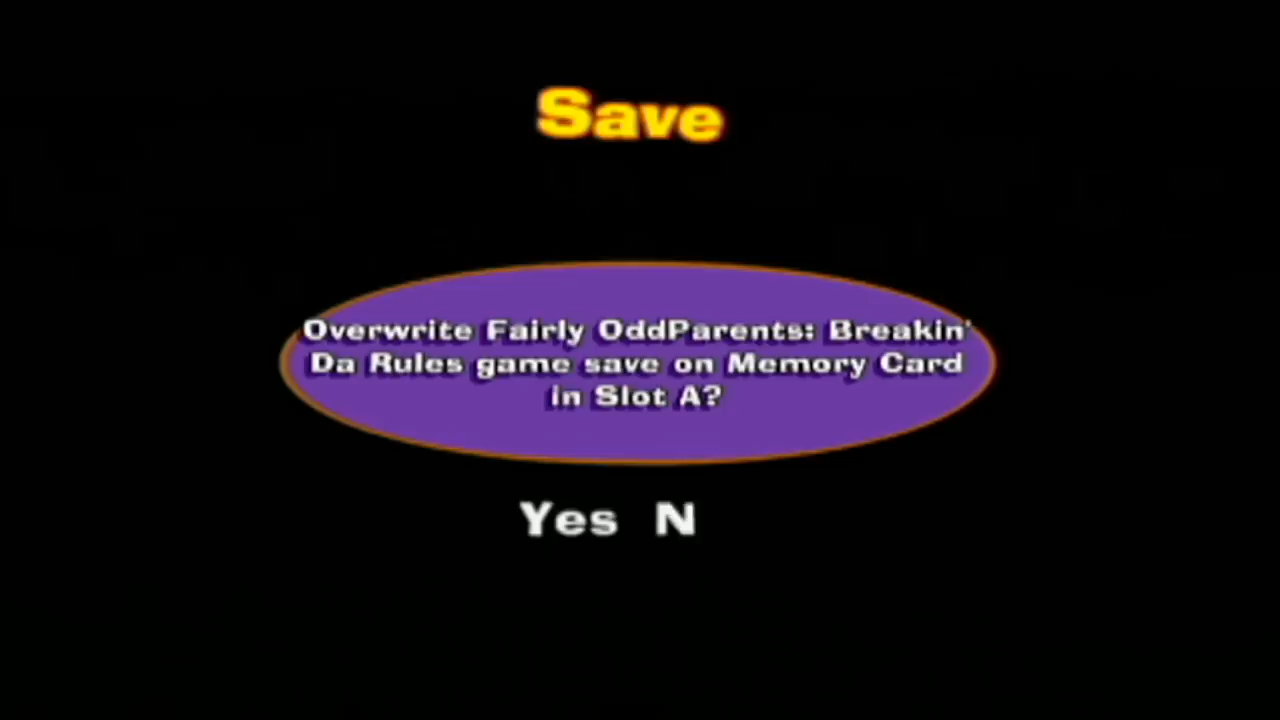 Save
Overwrite Fairly OddParents: Breakin'
Da Rules game save on Memory Card
in Slot A?
Yes N